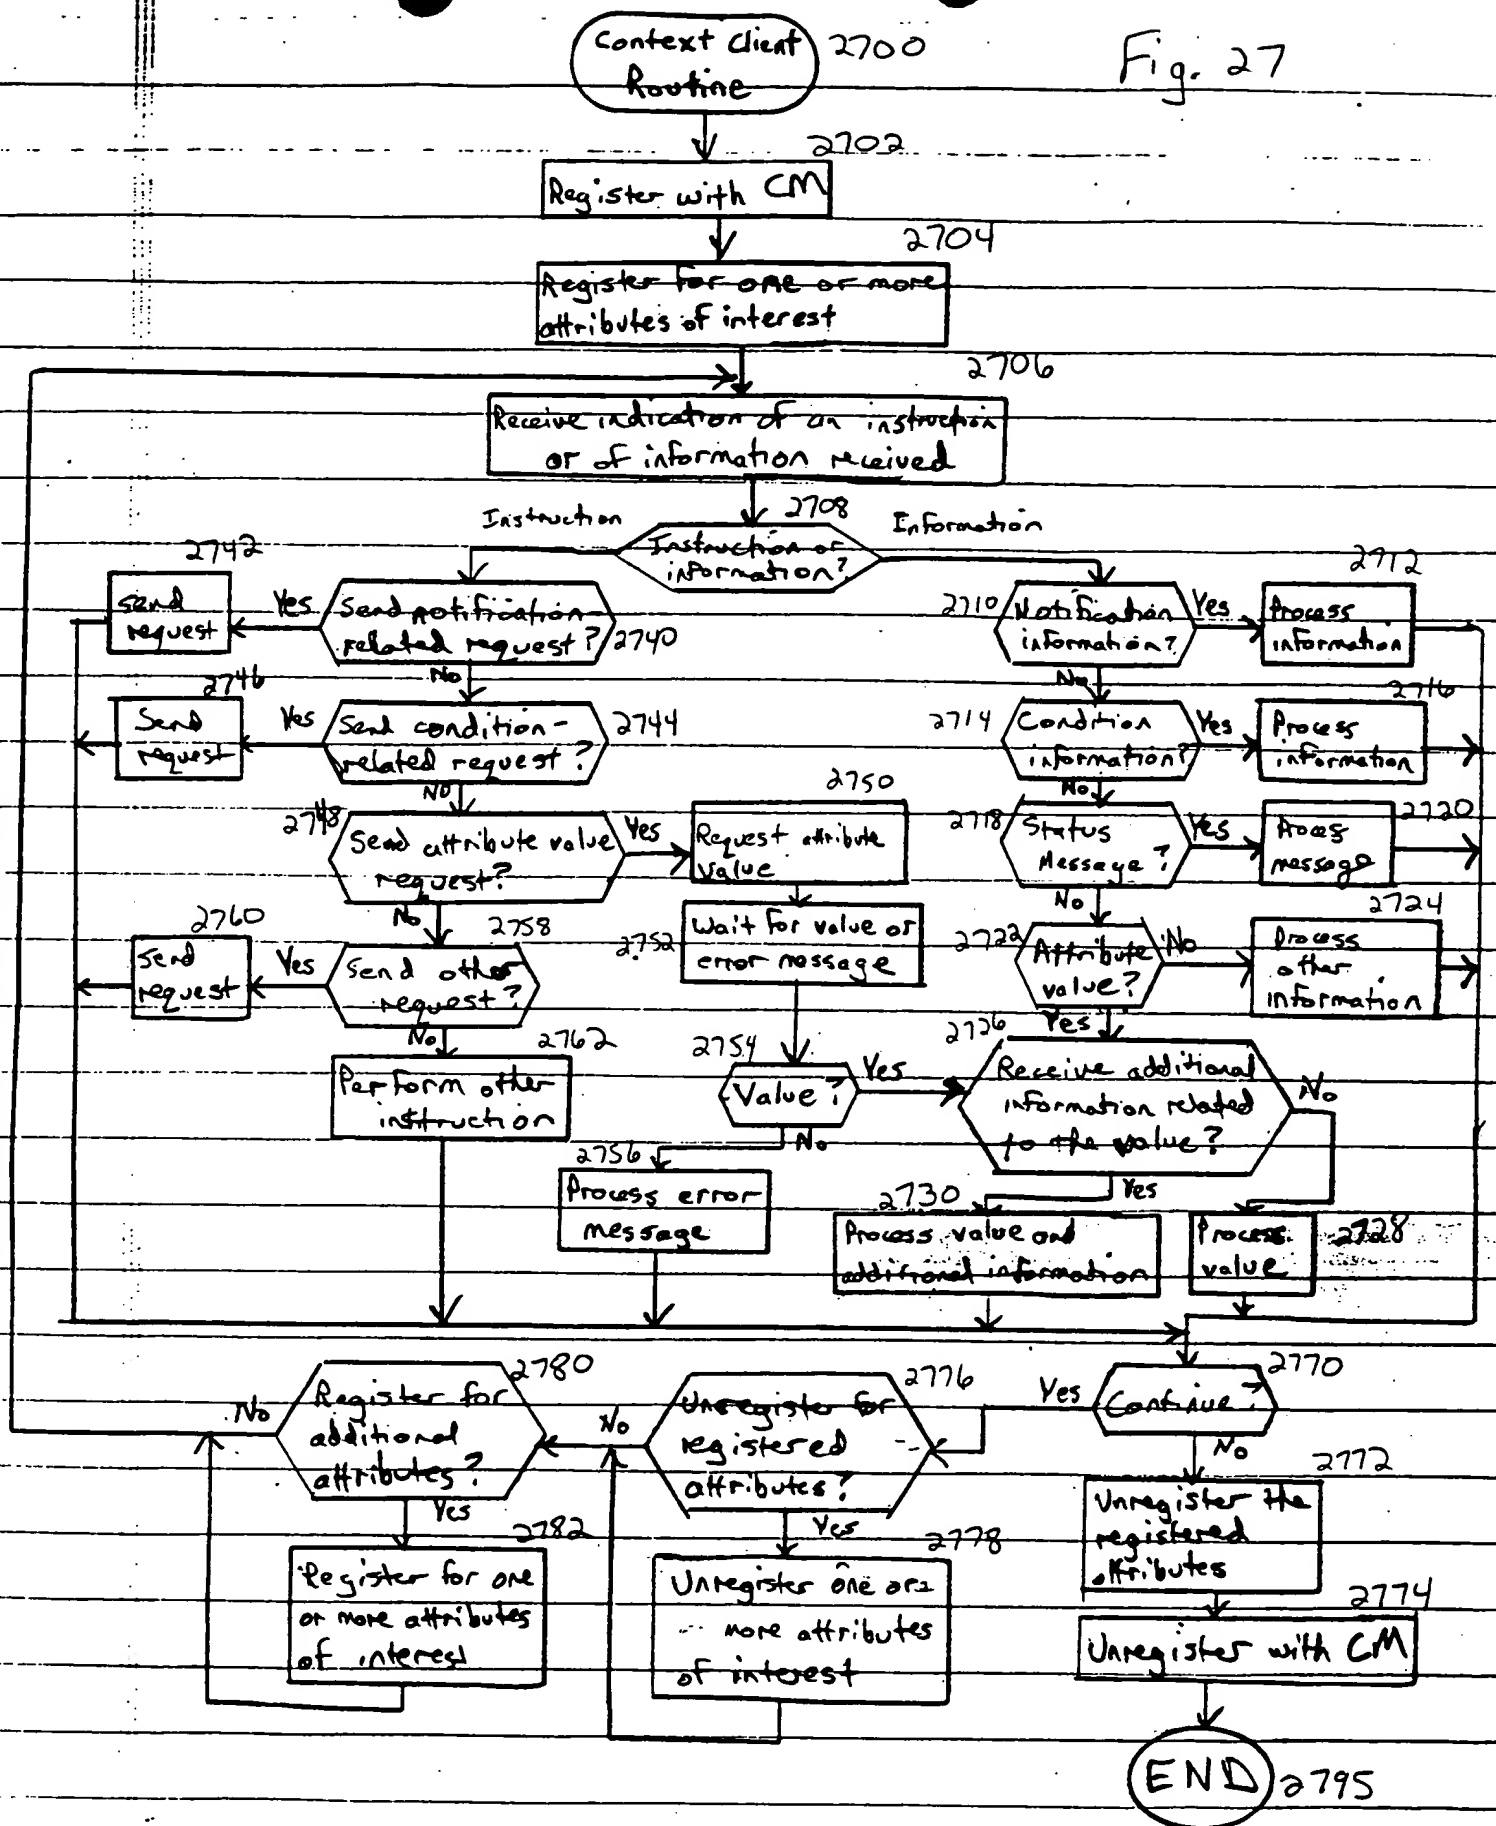 Fig. 27
Context Client
Routine
2700
2702
Register with CM
2704
Register for one or more
attributes of interest
2706
Receive indication of an instruction
or of information received
2708
Instruction
Information
Instruction or
information?
2742
Send
request
Yes
Send notification-
related request?
2740
No
2746
Send
request
Yes
Send condition-
related request?
2744
No
2748
Send attribute value
request?
Yes
2750
Request attribute
value
No
2752
Wait for value or
error message
2760
Send
request
Yes
2758
Send other
request?
No
2762
Perform other
instruction
2754
Value?
Yes
No
2756
Process error
message
2710
Notification
information?
Yes
2712
Process
information
No
2714
Condition
information?
Yes
2716
Process
information
No
2718
Status
Message?
Yes
2720
Process
message
No
2722
Attribute
value?
No
2724
Process
other
information
Yes
2726
Receive additional
information related
to the value?
No
Yes
2730
Process value and
additional information
Process
value
2728
2770
Continue?
Yes
No
2772
Unregister the
registered
attributes
2774
Unregister with CM
END
2795
2776
Unregister for
registered
attributes?
No
Yes
2778
Unregister one or
more attributes
of interest
2780
Register for
additional
attributes?
No
Yes
2782
Register for one
or more attributes
of interest